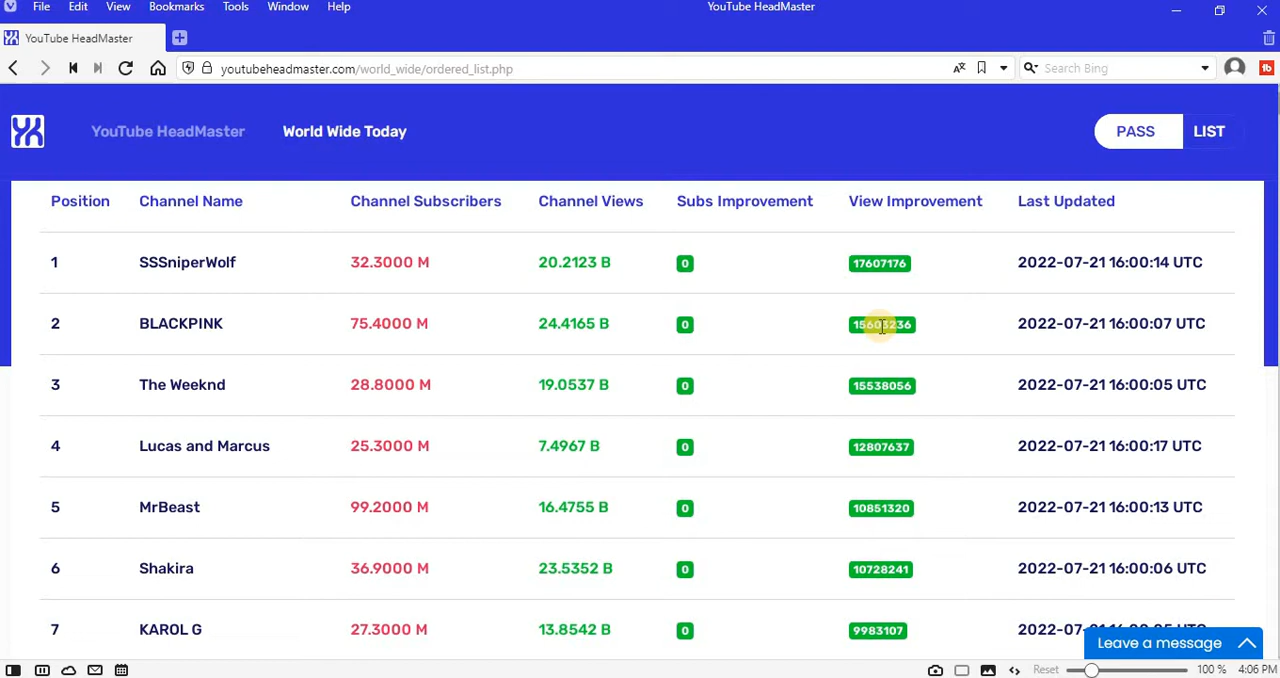 File Edit View Bookmarks Tools Window Help YouTube HeadMaster
YouTube HeadMaster
youtubeheadmaster.com/world_wide/ordered_list.php Search Bing
YouTube HeadMaster World Wide Today PASS LIST
Position Channel Name Channel Subscribers Channel Views Subs Improvement View Improvement Last Updated
1 SSSniperWolf 32.3000 M 20.2123 B 0 17607176 2022-07-21 16:00:14 UTC
2 BLACKPINK 75.4000 M 24.4165 B 0 15603236 2022-07-21 16:00:07 UTC
3 The Weeknd 28.8000 M 19.0537 B 0 15538056 2022-07-21 16:00:05 UTC
4 Lucas and Marcus 25.3000 M 7.4967 B 0 12807637 2022-07-21 16:00:17 UTC
5 MrBeast 99.2000 M 16.4755 B 0 10851320 2022-07-21 16:00:13 UTC
6 Shakira 36.9000 M 23.5352 B 0 10728241 2022-07-21 16:00:06 UTC
7 KAROL G 27.3000 M 13.8542 B 0 9983107
Leave a message
Reset 100 % 4:06 PM